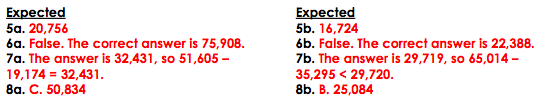 Expected
5a. 20,756
6a. False. The correct answer is 75,908.
7a. The answer is 32,431, so 51,605 –
19,174 = 32,431.
8a. C. 50,834
Expected
5b. 16,724
6b. False. The correct answer is 22,388.
7b. The answer is 29,719, so 65,014 –
35,295 < 29,720.
8b. B. 25,084